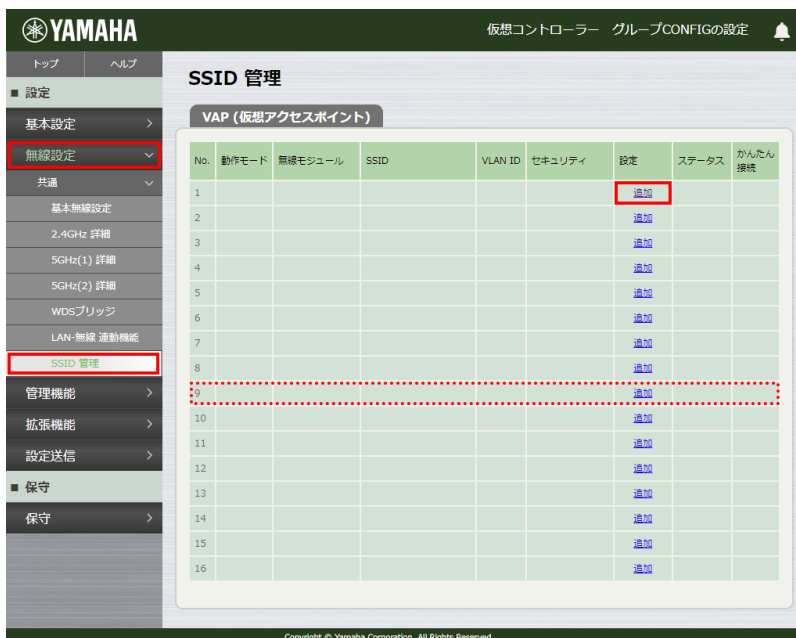 YAMAHA
仮想コントローラー グループCONFIGの設定
トップ ヘルプ
■ 設定
基本設定
無線設定
共通
基本無線設定
2.4GHz 詳細
5GHz(1) 詳細
5GHz(2) 詳細
WDSブリッジ
LAN-無線 連動機能
SSID 管理
管理機能
拡張機能
設定送信
■ 保守
保守
SSID 管理
VAP (仮想アクセスポイント)
No. 動作モード 無線モジュール SSID VLAN ID セキュリティ 設定 ステータス かんたん接続
1 追加
2 追加
3 追加
4 追加
5 追加
6 追加
7 追加
8 追加
9 追加
10 追加
11 追加
12 追加
13 追加
14 追加
15 追加
16 追加
Copyright © Yamaha Corporation. All Rights Reserved.